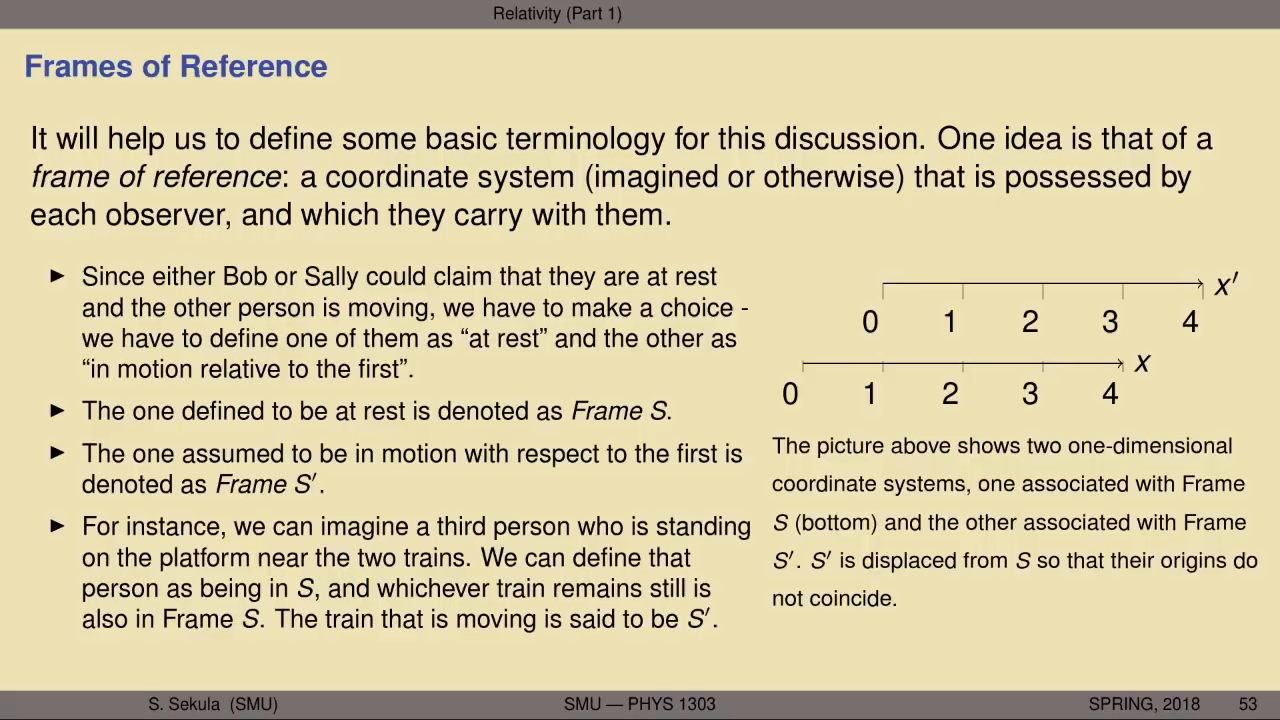 Relativity (Part 1)
Frames of Reference
It will help us to define some basic terminology for this discussion. One idea is that of a
frame of reference: a coordinate system (imagined or otherwise) that is possessed by
each observer, and which they carry with them.
► Since either Bob or Sally could claim that they are at rest
and the other person is moving, we have to make a choice -
we have to define one of them as “at rest” and the other as
“in motion relative to the first”.
► The one defined to be at rest is denoted as Frame S.
► The one assumed to be in motion with respect to the first is
denoted as Frame S′.
► For instance, we can imagine a third person who is standing
on the platform near the two trains. We can define that
person as being in S, and whichever train remains still is
also in Frame S. The train that is moving is said to be S′.
x′
0 1 2 3 4
x
0 1 2 3 4
The picture above shows two one-dimensional
coordinate systems, one associated with Frame
S (bottom) and the other associated with Frame
S′. S′ is displaced from S so that their origins do
not coincide.
S. Sekula (SMU) SMU — PHYS 1303 SPRING, 2018 53